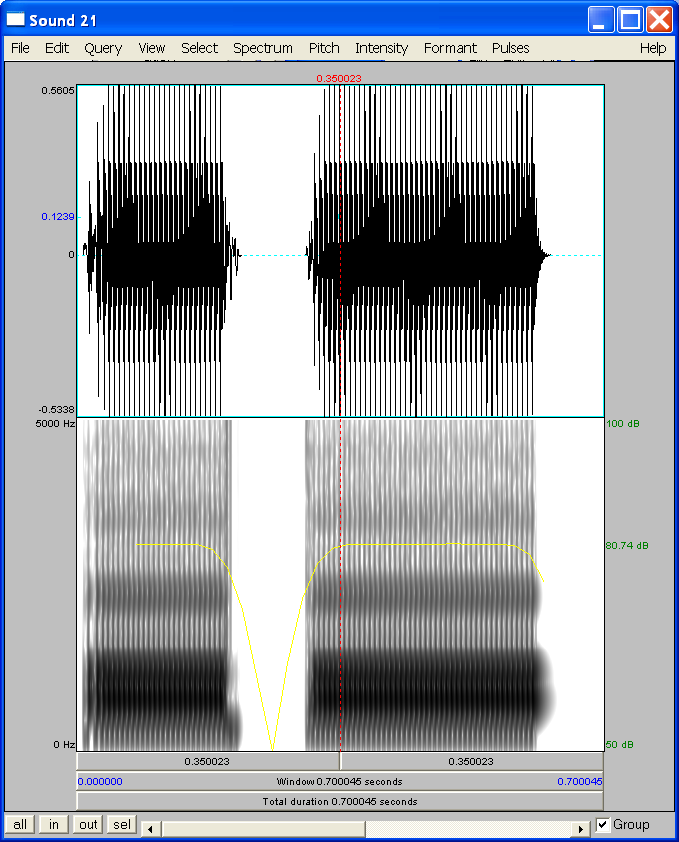 Sound 21
File Edit Query View Select Spectrum Pitch Intensity Formant Pulses Help
0.350023
0.5605
0.1239
0
-0.5338
5000 Hz 100 dB
80.74 dB
0 Hz 50 dB
0.350023 0.350023
0.000000 Window 0.700045 seconds 0.700045
Total duration 0.700045 seconds
all in out sel Group